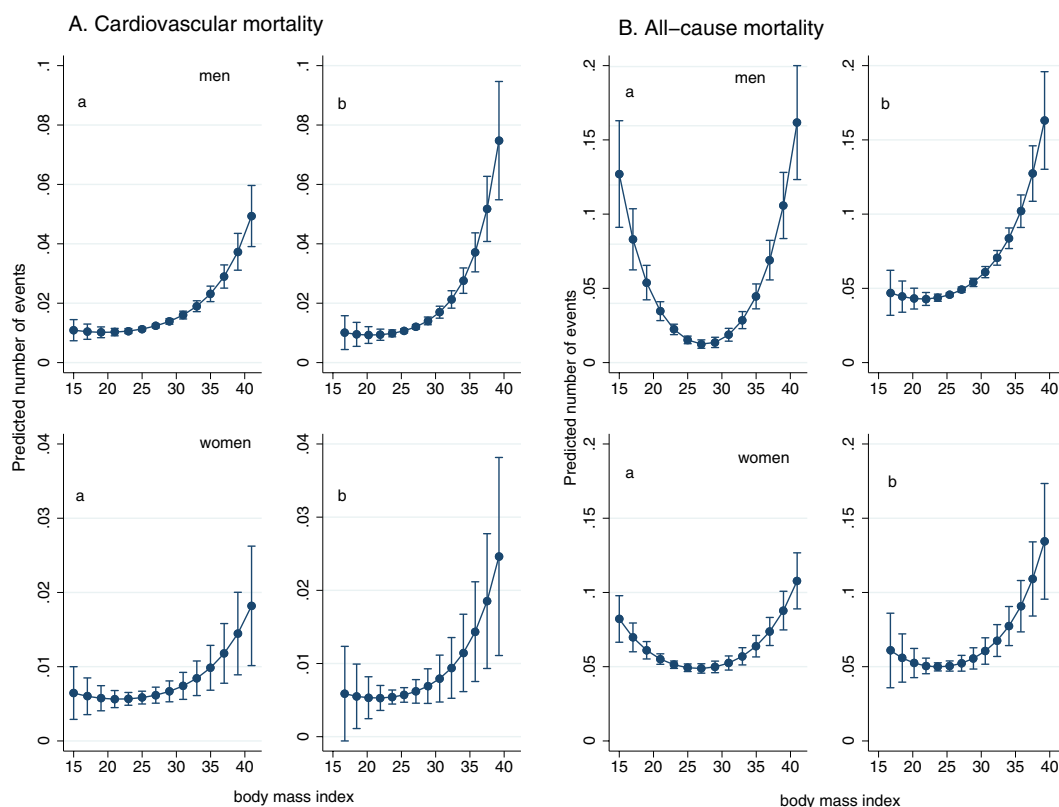 A. Cardiovascular mortality
Predicted number of events
men
a
.1
.08
.06
.04
.02
0
15 20 25 30 35 40
b
.1
.08
.06
.04
.02
0
15 20 25 30 35 40
women
a
.04
.03
.02
.01
0
15 20 25 30 35 40
b
.04
.03
.02
.01
0
15 20 25 30 35 40
body mass index
B. All–cause mortality
Predicted number of events
men
a
.2
.15
.1
.05
0
15 20 25 30 35 40
b
.2
.15
.1
.05
0
15 20 25 30 35 40
women
a
.2
.15
.1
.05
0
15 20 25 30 35 40
b
.2
.15
.1
.05
0
15 20 25 30 35 40
body mass index